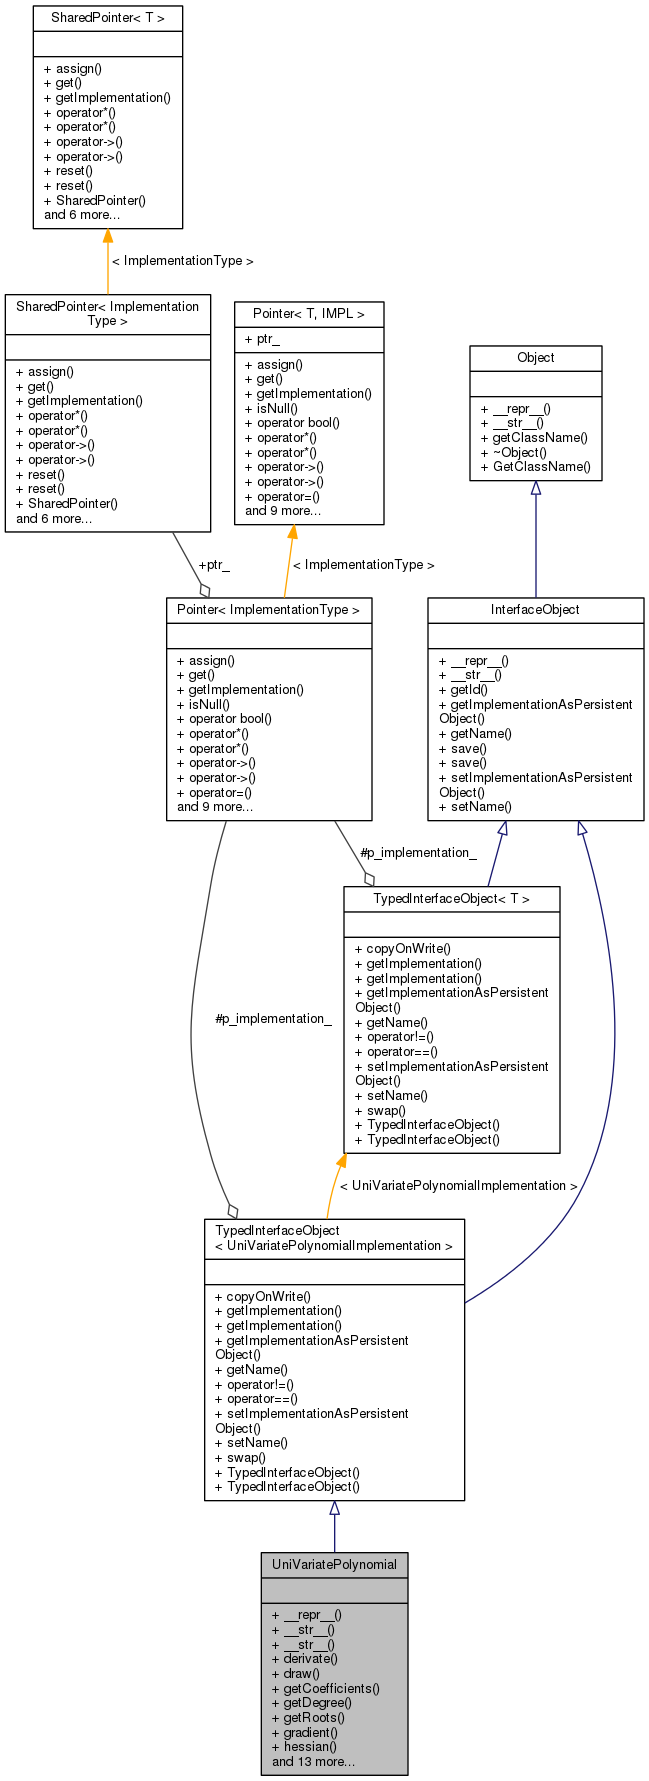 SharedPointer< T >
+ assign()
+ get()
+ getImplementation()
+ operator*()
+ operator*()
+ operator->()
+ operator->()
+ reset()
+ reset()
+ SharedPointer()
and 6 more...
< ImplementationType >
SharedPointer< Implementation
Type >
+ assign()
+ get()
+ getImplementation()
+ operator*()
+ operator*()
+ operator->()
+ operator->()
+ reset()
+ reset()
+ SharedPointer()
and 6 more...
Pointer< T, IMPL >
+ ptr_
+ assign()
+ get()
+ getImplementation()
+ isNull()
+ operator bool()
+ operator*()
+ operator*()
+ operator->()
+ operator->()
+ operator=()
and 9 more...
Object
+ __repr__()
+ __str__()
+ getClassName()
+ ~Object()
+ GetClassName()
+ptr_
< ImplementationType >
Pointer< ImplementationType >
+ assign()
+ get()
+ getImplementation()
+ isNull()
+ operator bool()
+ operator*()
+ operator*()
+ operator->()
+ operator->()
+ operator=()
and 9 more...
InterfaceObject
+ __repr__()
+ __str__()
+ getId()
+ getImplementationAsPersistent
Object()
+ getName()
+ save()
+ save()
+ setImplementationAsPersistent
Object()
+ setName()
#p_implementation_
TypedInterfaceObject< T >
+ copyOnWrite()
+ getImplementation()
+ getImplementation()
+ getImplementationAsPersistent
Object()
+ getName()
+ operator!=()
+ operator==()
+ setImplementationAsPersistent
Object()
+ setName()
+ swap()
+ TypedInterfaceObject()
+ TypedInterfaceObject()
#p_implementation_
< UniVariatePolynomialImplementation >
TypedInterfaceObject
< UniVariatePolynomialImplementation >
+ copyOnWrite()
+ getImplementation()
+ getImplementation()
+ getImplementationAsPersistent
Object()
+ getName()
+ operator!=()
+ operator==()
+ setImplementationAsPersistent
Object()
+ setName()
+ swap()
+ TypedInterfaceObject()
+ TypedInterfaceObject()
UniVariatePolynomial
+ __repr__()
+ __str__()
+ __str__()
+ derivate()
+ draw()
+ getCoefficients()
+ getDegree()
+ getRoots()
+ gradient()
+ hessian()
and 13 more...